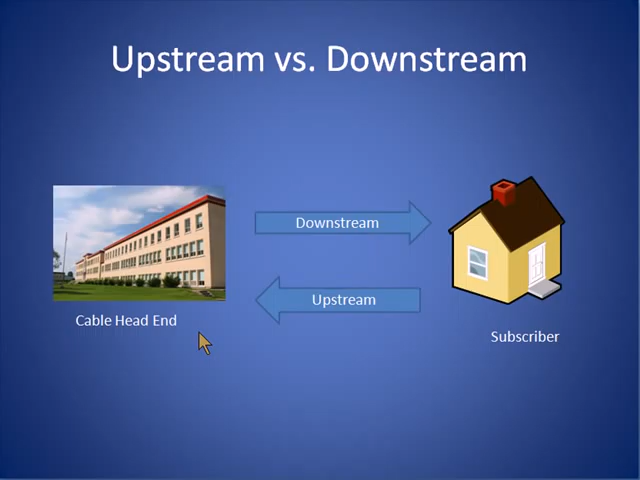 Upstream vs. Downstream
Downstream
Upstream
Cable Head End
Subscriber